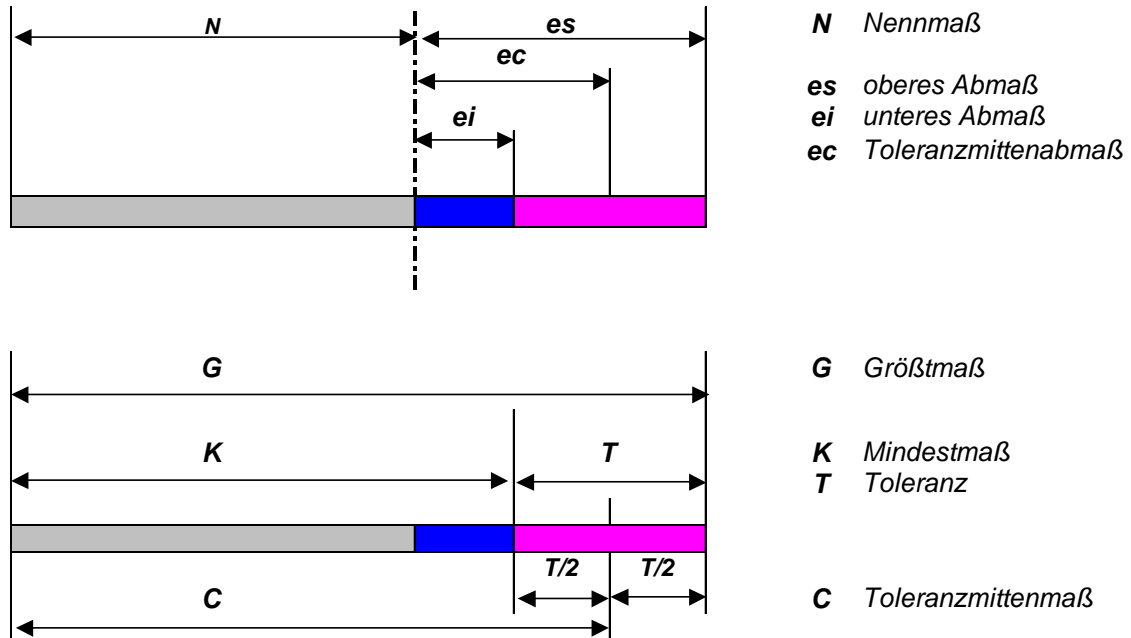 N es N Nennmaß
ec
es oberes Abmaß
ei ei unteres Abmaß
ec Toleranzmittenabmaß
G G Größtmaß
K T K Mindestmaß
T Toleranz
T/2 T/2
C C Toleranzmittenmaß